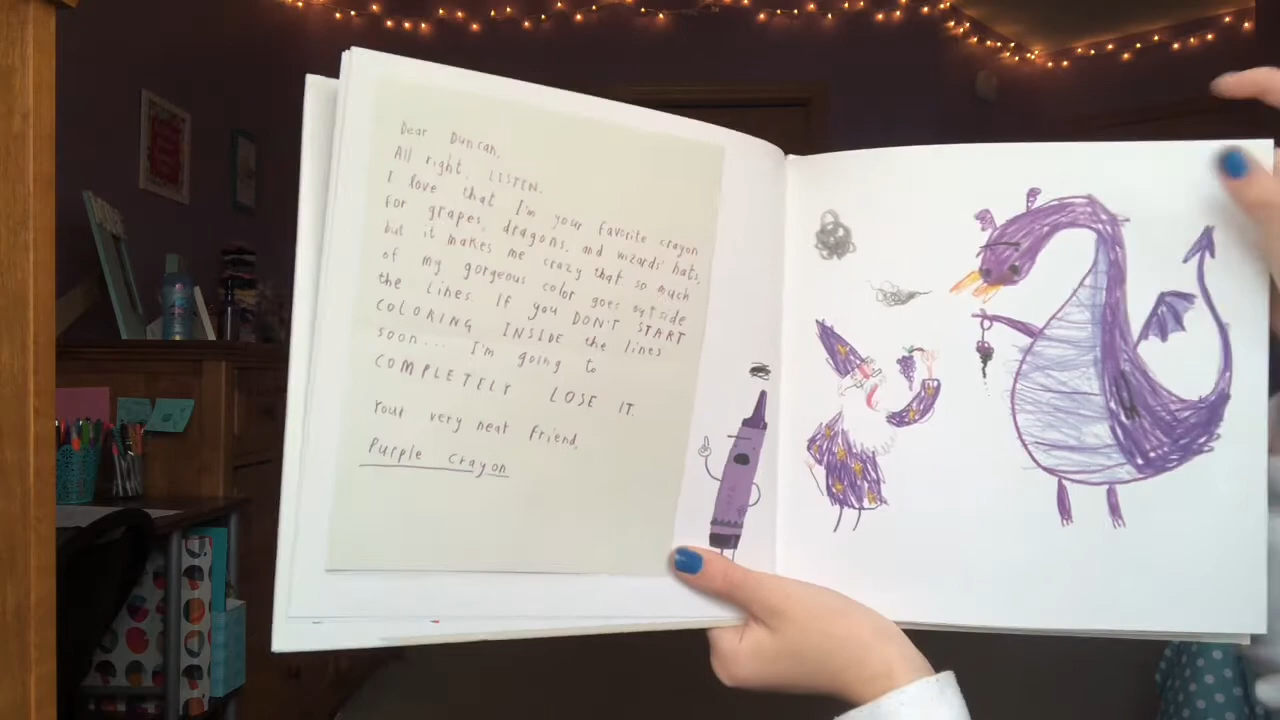 Dear Duncan,
All right, LISTEN.
I love that I'm your favorite crayon
for grapes, dragons, and wizards' hats,
but it makes me crazy that so much
of my gorgeous color goes outside
the lines. If you DON'T START
COLORING INSIDE the lines
soon... I'm going to
COMPLETELY LOSE IT.
Your very neat friend,
Purple Crayon